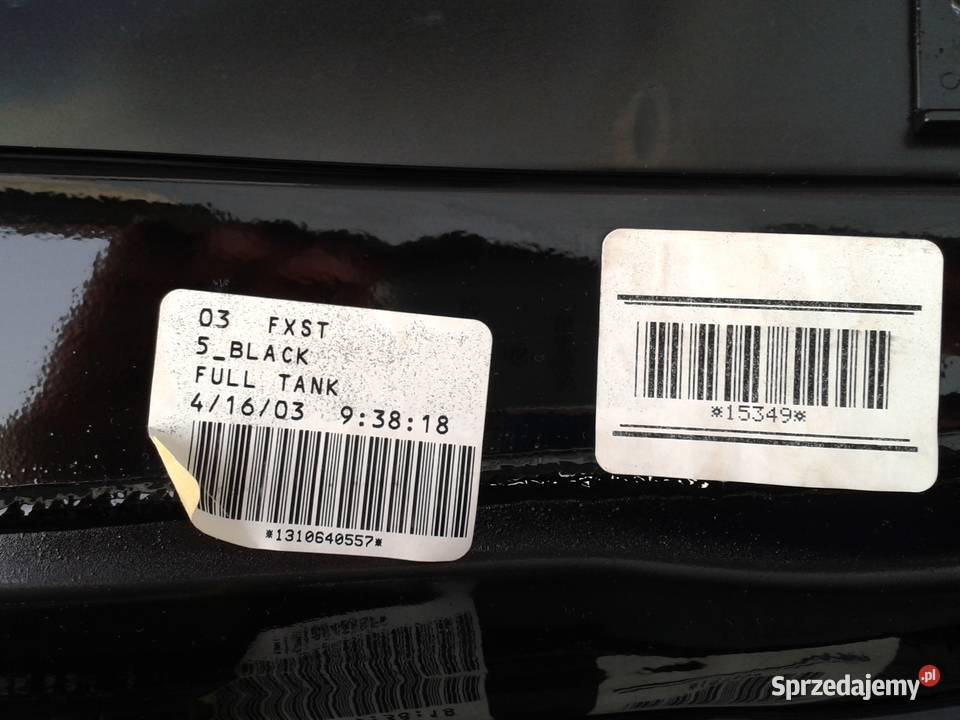 03 FXST
5_BLACK
FULL TANK
4/16/03 9:38:18
*1310640557*
*15349*
Sprzedajemy.pl